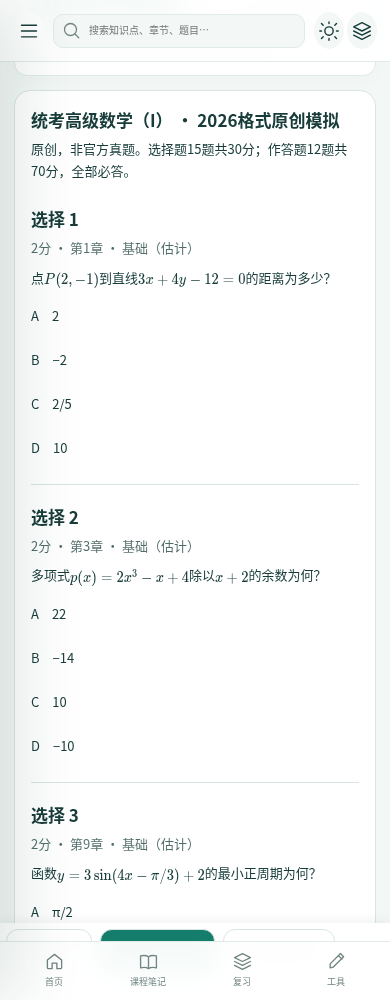 搜索知识点、章节、题目…
统考高级数学（I） · 2026格式原创模拟
原创，非官方真题。选择题15题共30分；作答题12题共
70分，全部必答。
选择 1
2分 · 第1章 · 基础（估计）
点P(2, −1)到直线3x + 4y − 12 = 0的距离为多少？
A 2
B −2
C 2/5
D 10
选择 2
2分 · 第3章 · 基础（估计）
多项式p(x) = 2x³ − x + 4除以x + 2的余数为何？
A 22
B −14
C 10
D −10
选择 3
2分 · 第9章 · 基础（估计）
函数y = 3 sin(4x − π/3) + 2的最小正周期为何？
A π/2
首页
课程笔记
复习
工具